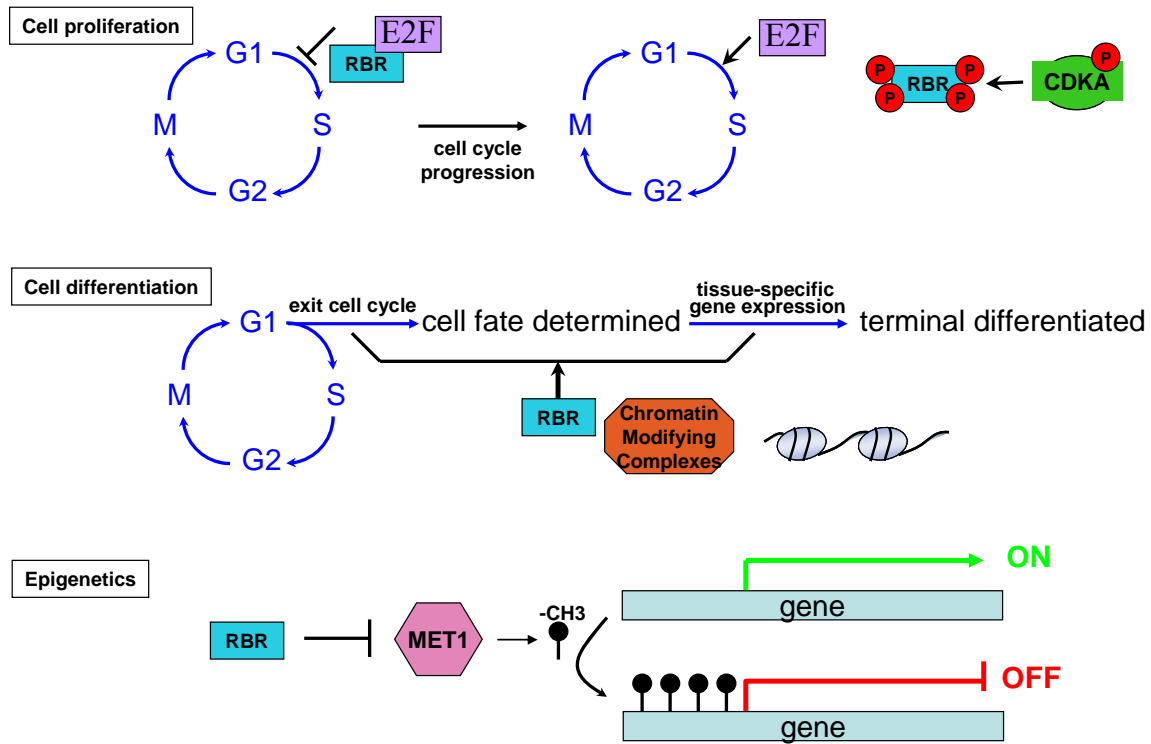 Cell proliferation
E2F
RBR
G1
S
G2
M
cell cycle
progression
E2F
G1
S
G2
M
P
P
RBR
P
P
P
CDKA
Cell differentiation
exit cell cycle
tissue-specific
gene expression
G1
cell fate determined
terminal differentiated
M
S
G2
RBR
Chromatin
Modifying
Complexes
Epigenetics
ON
gene
-CH3
RBR
MET1
OFF
gene